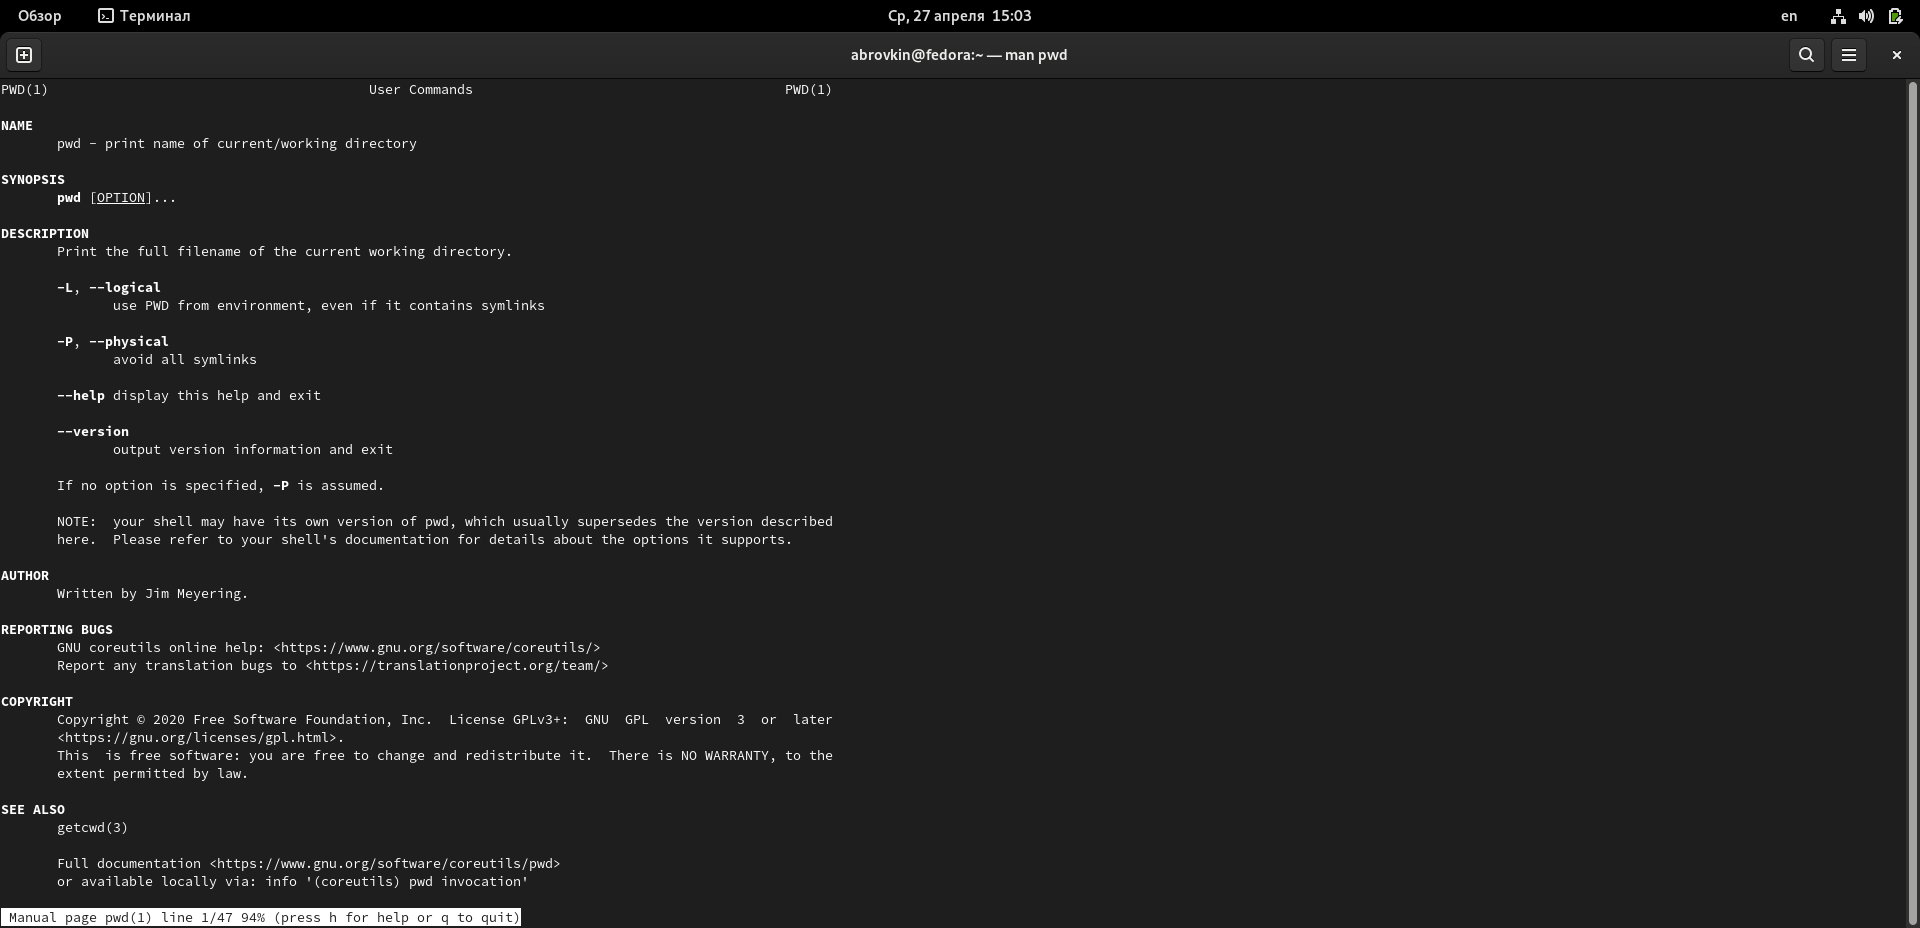 Обзор Терминал Ср, 27 апреля 15:03 en
abrovkin@fedora:~ — man pwd
PWD(1) User Commands PWD(1)
NAME
pwd - print name of current/working directory
SYNOPSIS
pwd [OPTION]...
DESCRIPTION
Print the full filename of the current working directory.
-L, --logical
use PWD from environment, even if it contains symlinks
-P, --physical
avoid all symlinks
--help display this help and exit
--version
output version information and exit
If no option is specified, -P is assumed.
NOTE:  your shell may have its own version of pwd, which usually supersedes the version described
here.  Please refer to your shell's documentation for details about the options it supports.
AUTHOR
Written by Jim Meyering.
REPORTING BUGS
GNU coreutils online help: <https://www.gnu.org/software/coreutils/>
Report any translation bugs to <https://translationproject.org/team/>
COPYRIGHT
Copyright © 2020 Free Software Foundation, Inc.  License GPLv3+:  GNU  GPL  version  3  or  later
<https://gnu.org/licenses/gpl.html>.
This  is free software: you are free to change and redistribute it.  There is NO WARRANTY, to the
extent permitted by law.
SEE ALSO
getcwd(3)
Full documentation <https://www.gnu.org/software/coreutils/pwd>
or available locally via: info '(coreutils) pwd invocation'
Manual page pwd(1) line 1/47 94% (press h for help or q to quit)